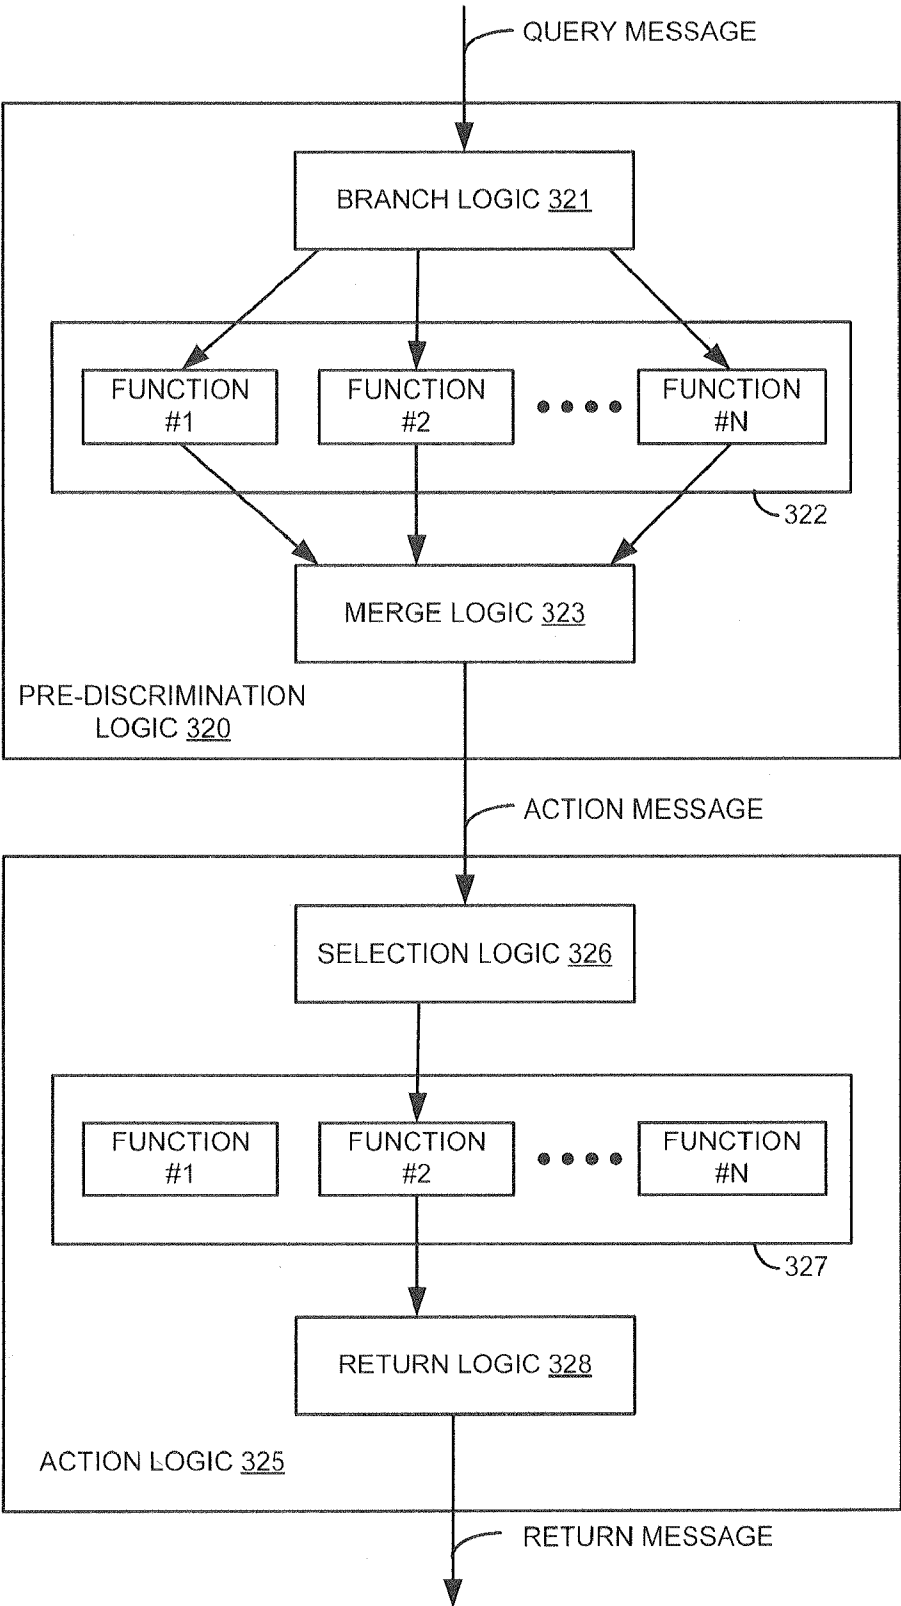 QUERY MESSAGE
BRANCH LOGIC 321
FUNCTION
#1
FUNCTION
#2
FUNCTION
#N
322
MERGE LOGIC 323
PRE-DISCRIMINATION
LOGIC 320
ACTION MESSAGE
SELECTION LOGIC 326
FUNCTION
#1
FUNCTION
#2
FUNCTION
#N
327
RETURN LOGIC 328
ACTION LOGIC 325
RETURN MESSAGE